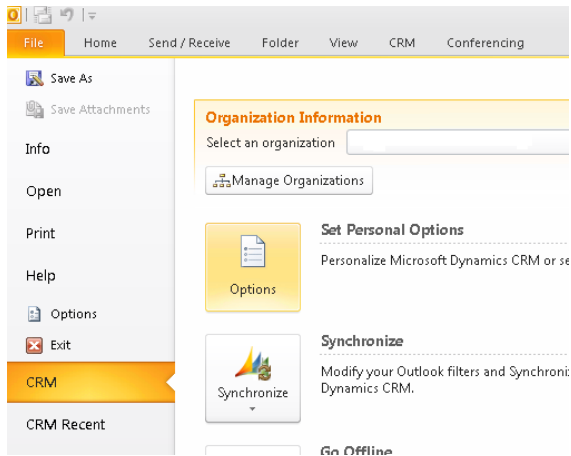 File Home Send / Receive Folder View CRM Conferencing
Save As
Save Attachments
Info
Open
Print
Help
Options
Exit
CRM
CRM Recent
Organization Information
Select an organization
Manage Organizations
Options
Set Personal Options
Personalize Microsoft Dynamics CRM or se
Synchronize
Synchronize
Modify your Outlook filters and Synchroni
Dynamics CRM.
Go Offline